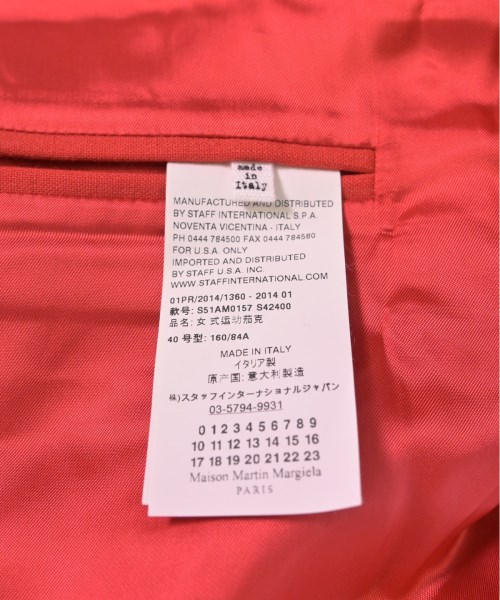 made
in
Italy
MANUFACTURED AND DISTRIBUTED
BY STAFF INTERNATIONAL S.P.A.
NOVENTA VICENTINA - ITALY
PH 0444 784500 FAX 0444 784580
FOR U.S.A. ONLY
IMPORTED AND DISTRIBUTED
BY STAFF U.S.A. INC.
WWW.STAFFINTERNATIONAL.COM
01PR/2014/1360 - 2014 01
款号: S51AM0157 S42400
品名: 女 式运动茄克
40 号型: 160/84A
MADE IN ITALY
イタリア製
原产国: 意大利製造
㈱スタッフインターナショナルジャパン
03-5794-9931
0 1 2 3 4 5 6 7 8 9
10 11 12 13 14 15 16
17 18 19 20 21 22 23
Maison Martin Margiela
PARIS